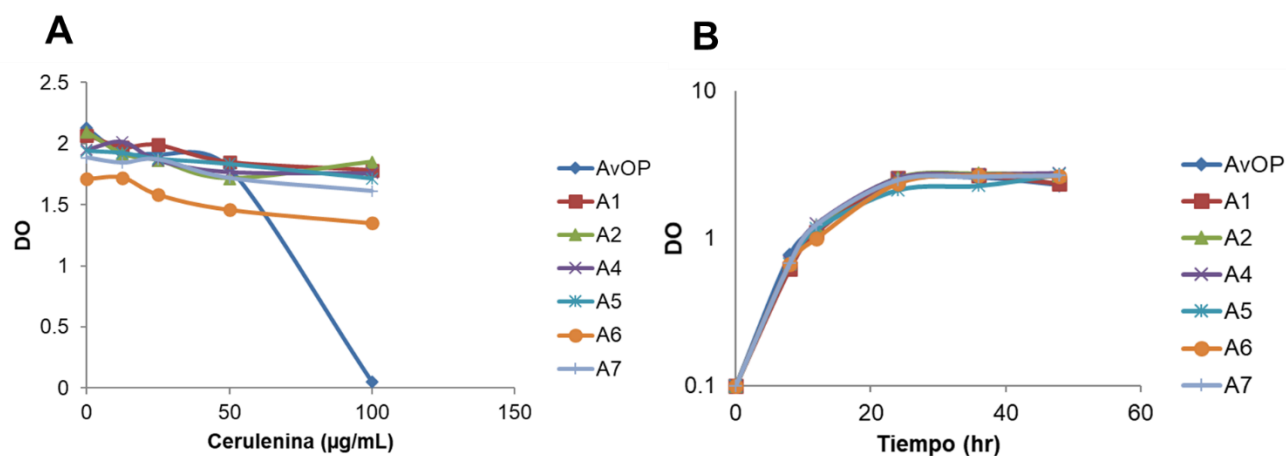 A
2.5
2
1.5
1
0.5
0
DO
0
50
100
150
Cerulenina (µg/mL)
AvOP
A1
A2
A4
A5
A6
A7
B
10
1
0.1
DO
0
20
40
60
Tiempo (hr)
AvOP
A1
A2
A4
A5
A6
A7